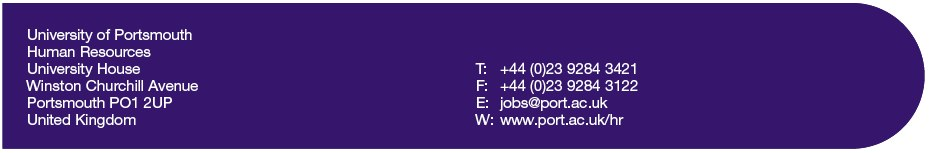 University of Portsmouth
Human Resources
University House
Winston Churchill Avenue
Portsmouth PO1 2UP
United Kingdom
T: +44 (0)23 9284 3421
F: +44 (0)23 9284 3122
E: jobs@port.ac.uk
W: www.port.ac.uk/hr